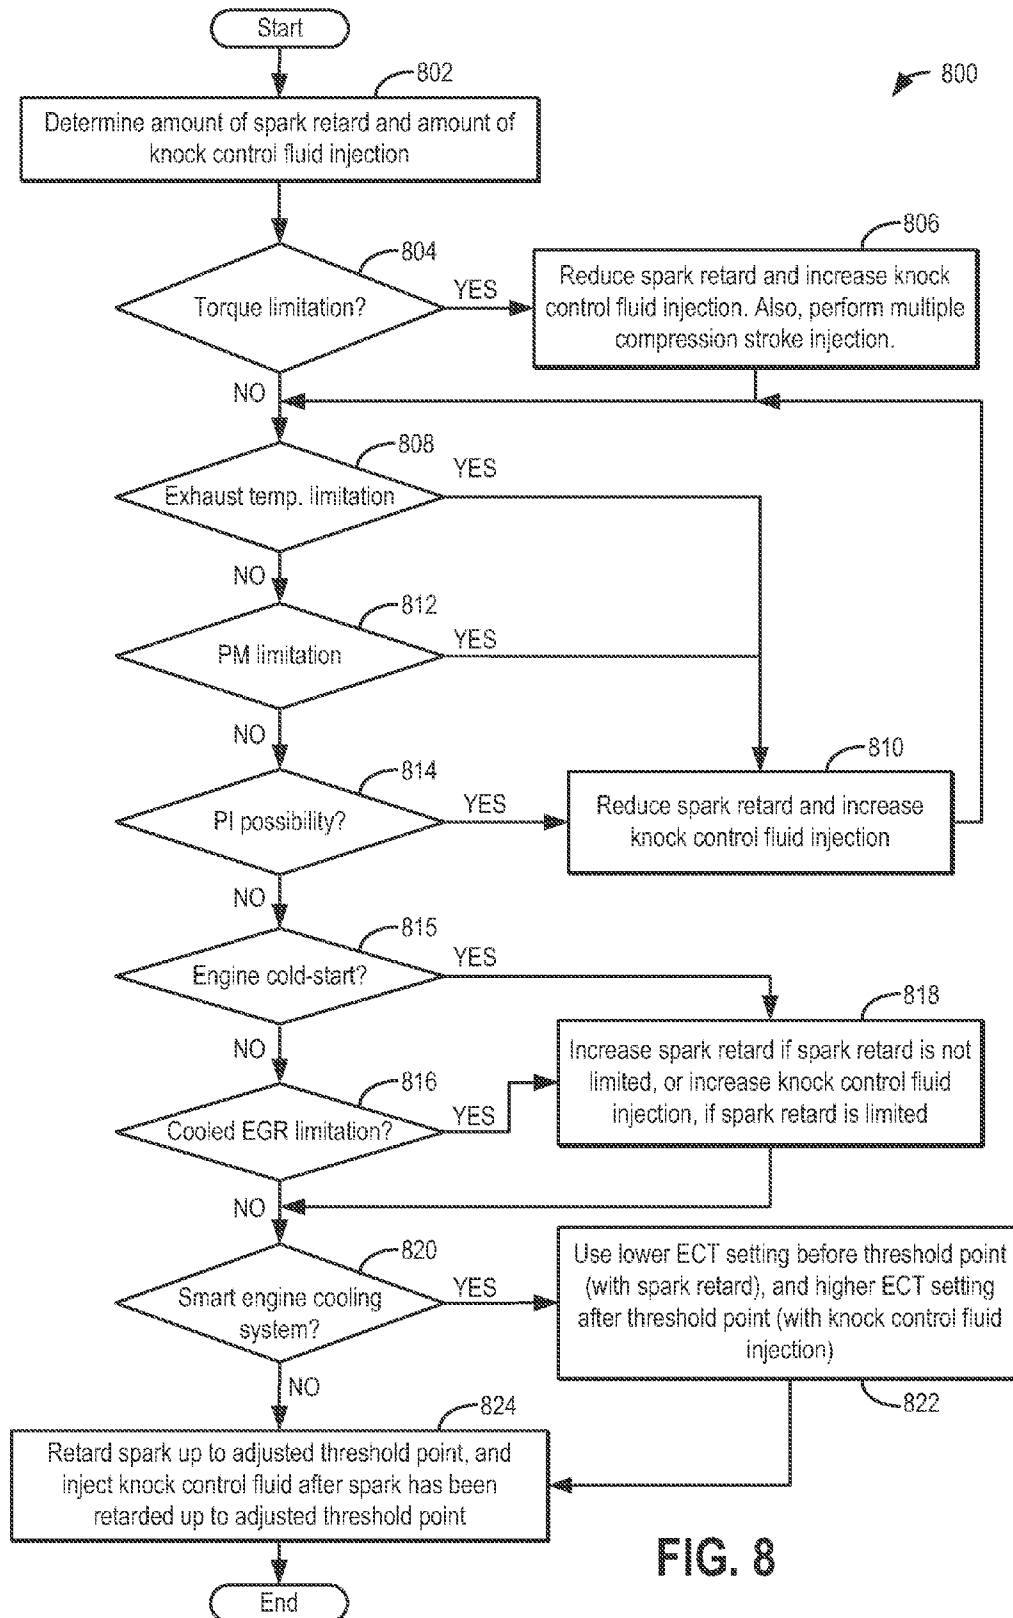 Start
800
802
Determine amount of spark retard and amount of
knock control fluid injection
804
Torque limitation?
YES
NO
806
Reduce spark retard and increase knock
control fluid injection. Also, perform multiple
compression stroke injection.
808
Exhaust temp. limitation
YES
NO
812
PM limitation
YES
NO
814
PI possibility?
YES
NO
810
Reduce spark retard and increase
knock control fluid injection
815
Engine cold-start?
YES
NO
818
Increase spark retard if spark retard is not
limited, or increase knock control fluid
injection, if spark retard is limited
816
Cooled EGR limitation?
YES
NO
820
Smart engine cooling
system?
YES
NO
Use lower ECT setting before threshold point
(with spark retard), and higher ECT setting
after threshold point (with knock control fluid
injection)
822
824
Retard spark up to adjusted threshold point, and
inject knock control fluid after spark has been
retarded up to adjusted threshold point
FIG. 8
End